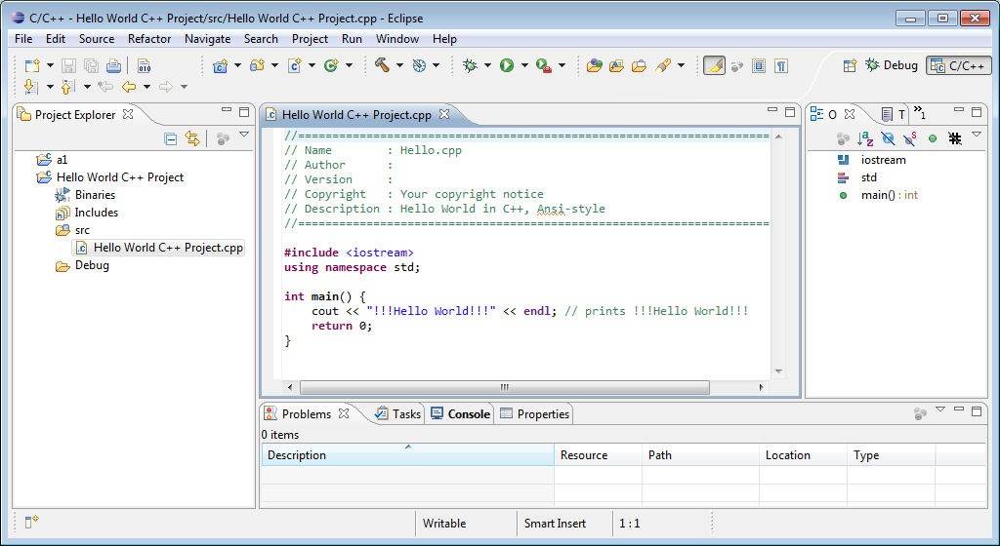 C/C++ - Hello World C++ Project/src/Hello World C++ Project.cpp - Eclipse
File Edit Source Refactor Navigate Search Project Run Window Help
010
Debug C/C++
Project Explorer
a1
Hello World C++ Project
Binaries
Includes
src
Hello World C++ Project.cpp
Debug
Hello World C++ Project.cpp
//=====================================================================
// Name        : Hello.cpp
// Author      :
// Version     :
// Copyright   : Your copyright notice
// Description : Hello World in C++, Ansi-style
//=====================================================================
#include <iostream>
using namespace std;
int main() {
    cout << "!!!Hello World!!!" << endl; // prints !!!Hello World!!!
    return 0;
}
O T »1
iostream
std
main() : int
Problems Tasks Console Properties
0 items
Description Resource Path Location Type
Writable Smart Insert 1 : 1